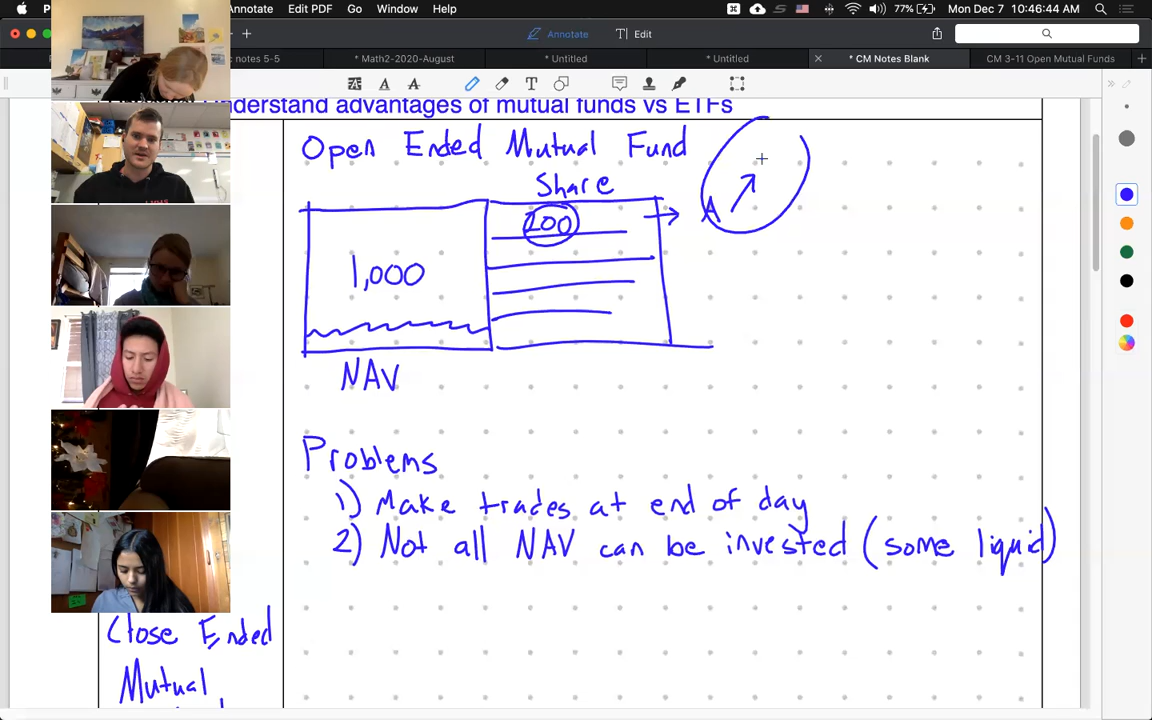 Annotate Edit PDF Go Window Help 77% Mon Dec 7 10:46:44 AM
Annotate Edit
notes 5-5 * Math2-2020-August * Untitled * Untitled * CM Notes Blank CM 3-11 Open Mutual Funds
Understand advantages of mutual funds vs ETFs
Open Ended Mutual Fund
Share
200
A
1,000
NAV
Problems
1) Make trades at end of day
2) Not all NAV can be invested (some liquid)
Close Ended
Mutual